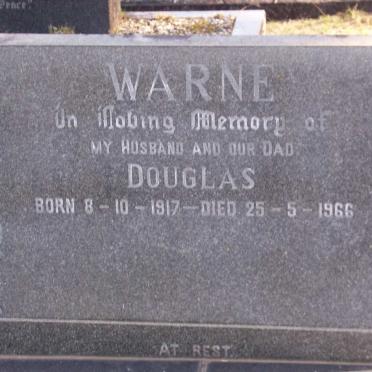 Peace"
WARNE
In Loving Memory of
MY HUSBAND AND OUR DAD
DOUGLAS
BORN 8-10-1917-DIED 25-5-1966
AT REST